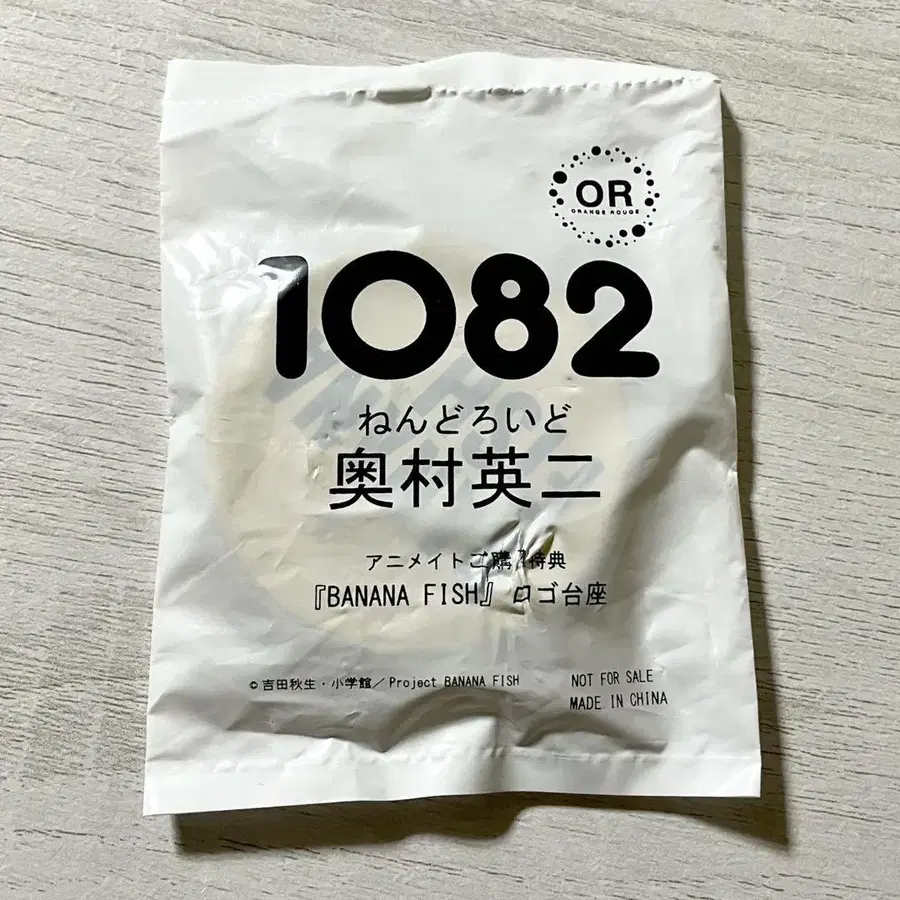 OR
ORANGE ROUGE
1082
ねんどろいど
奥村英二
アニメイトご購 特典
『BANANA FISH』 ロゴ台座
©吉田秋生・小学館／Project BANANA FISH
NOT FOR SALE
MADE IN CHINA